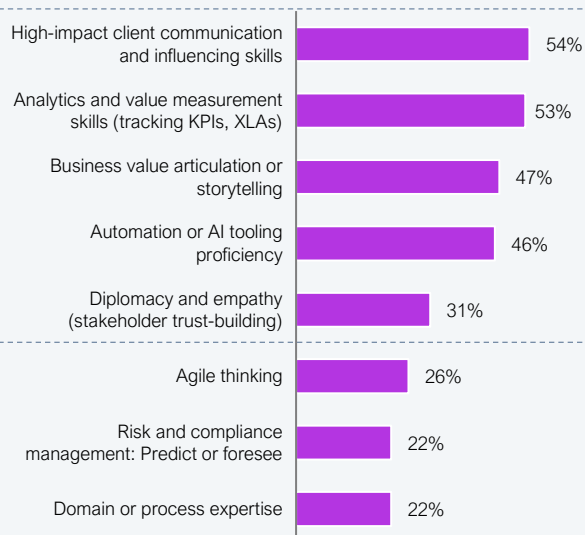 High-impact client communication
and influencing skills
54%
Analytics and value measurement
skills (tracking KPIs, XLAs)
53%
Business value articulation or
storytelling
47%
Automation or AI tooling
proficiency
46%
Diplomacy and empathy
(stakeholder trust-building)
31%
Agile thinking
26%
Risk and compliance
management: Predict or foresee
22%
Domain or process expertise
22%